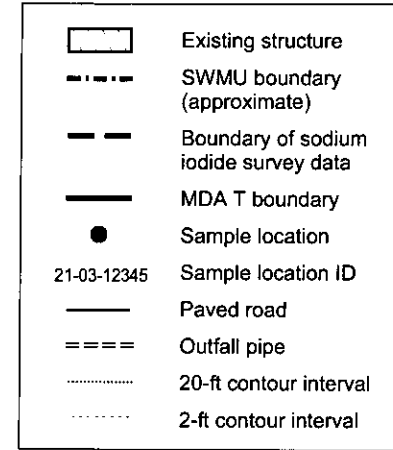 Existing structure
SWMU boundary
(approximate)
Boundary of sodium
iodide survey data
MDA T boundary
Sample location
21-03-12345 Sample location ID
Paved road
Outfall pipe
20-ft contour interval
2-ft contour interval